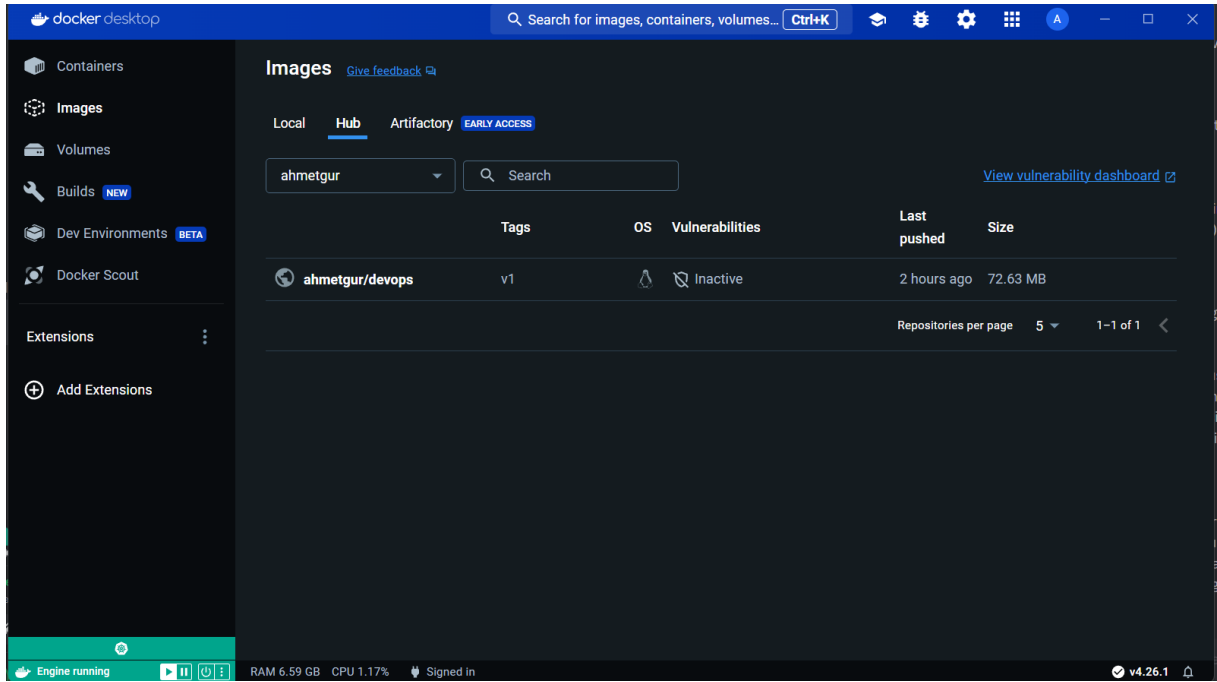 docker desktop
Search for images, containers, volumes... Ctrl+K
A
Containers
Images
Volumes
Builds NEW
Dev Environments BETA
Docker Scout
Extensions
Add Extensions
Images Give feedback
Local Hub Artifactory EARLY ACCESS
ahmetgur Search View vulnerability dashboard
Tags OS Vulnerabilities Last pushed Size
ahmetgur/devops v1 Inactive 2 hours ago 72.63 MB
Repositories per page 5 1–1 of 1
Engine running RAM 6.59 GB CPU 1.17% Signed in v4.26.1